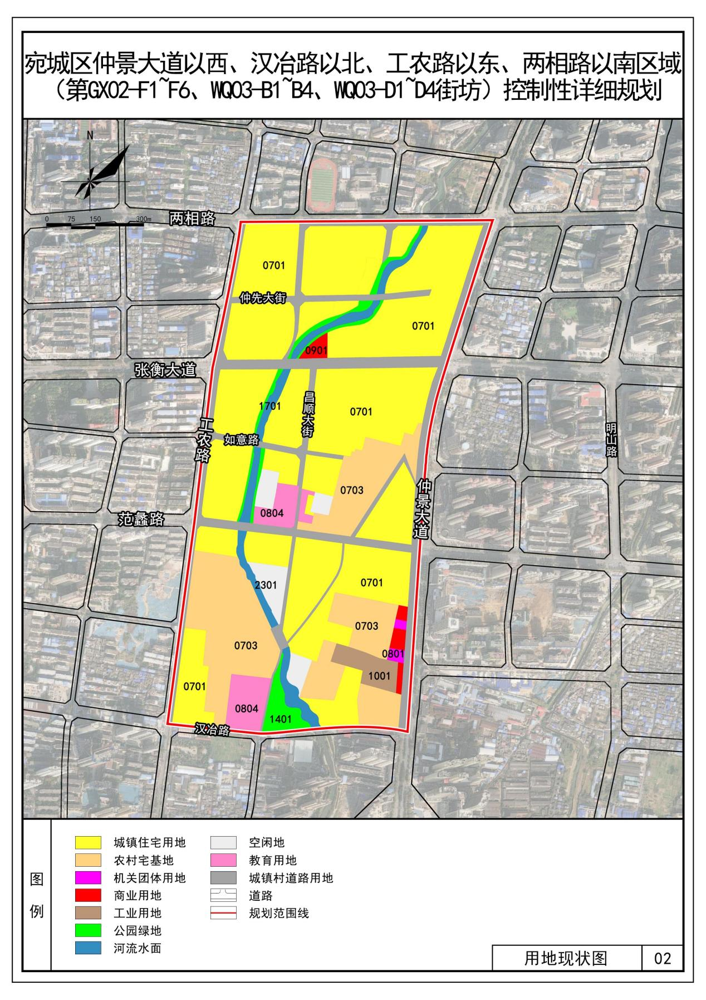 宛城区仲景大道以西、汉冶路以北、工农路以东、两相路以南区域
（第GX02-F1~F6、WQ03-B1~B4、WQ03-D1~D4街坊）控制性详细规划
N
0 75 150 300m
两相路
0701
仲先大街
0701
0901
张衡大道
1701
昌顺大街
0701
工农路
如意路
明山路
0703
仲景大道
0804
范蠡路
2301
0701
0703
0703
0801
1001
0701
0804
1401
汉冶路
图例
城镇住宅用地
农村宅基地
机关团体用地
商业用地
工业用地
公园绿地
河流水面
空闲地
教育用地
城镇村道路用地
道路
规划范围线
用地现状图 02